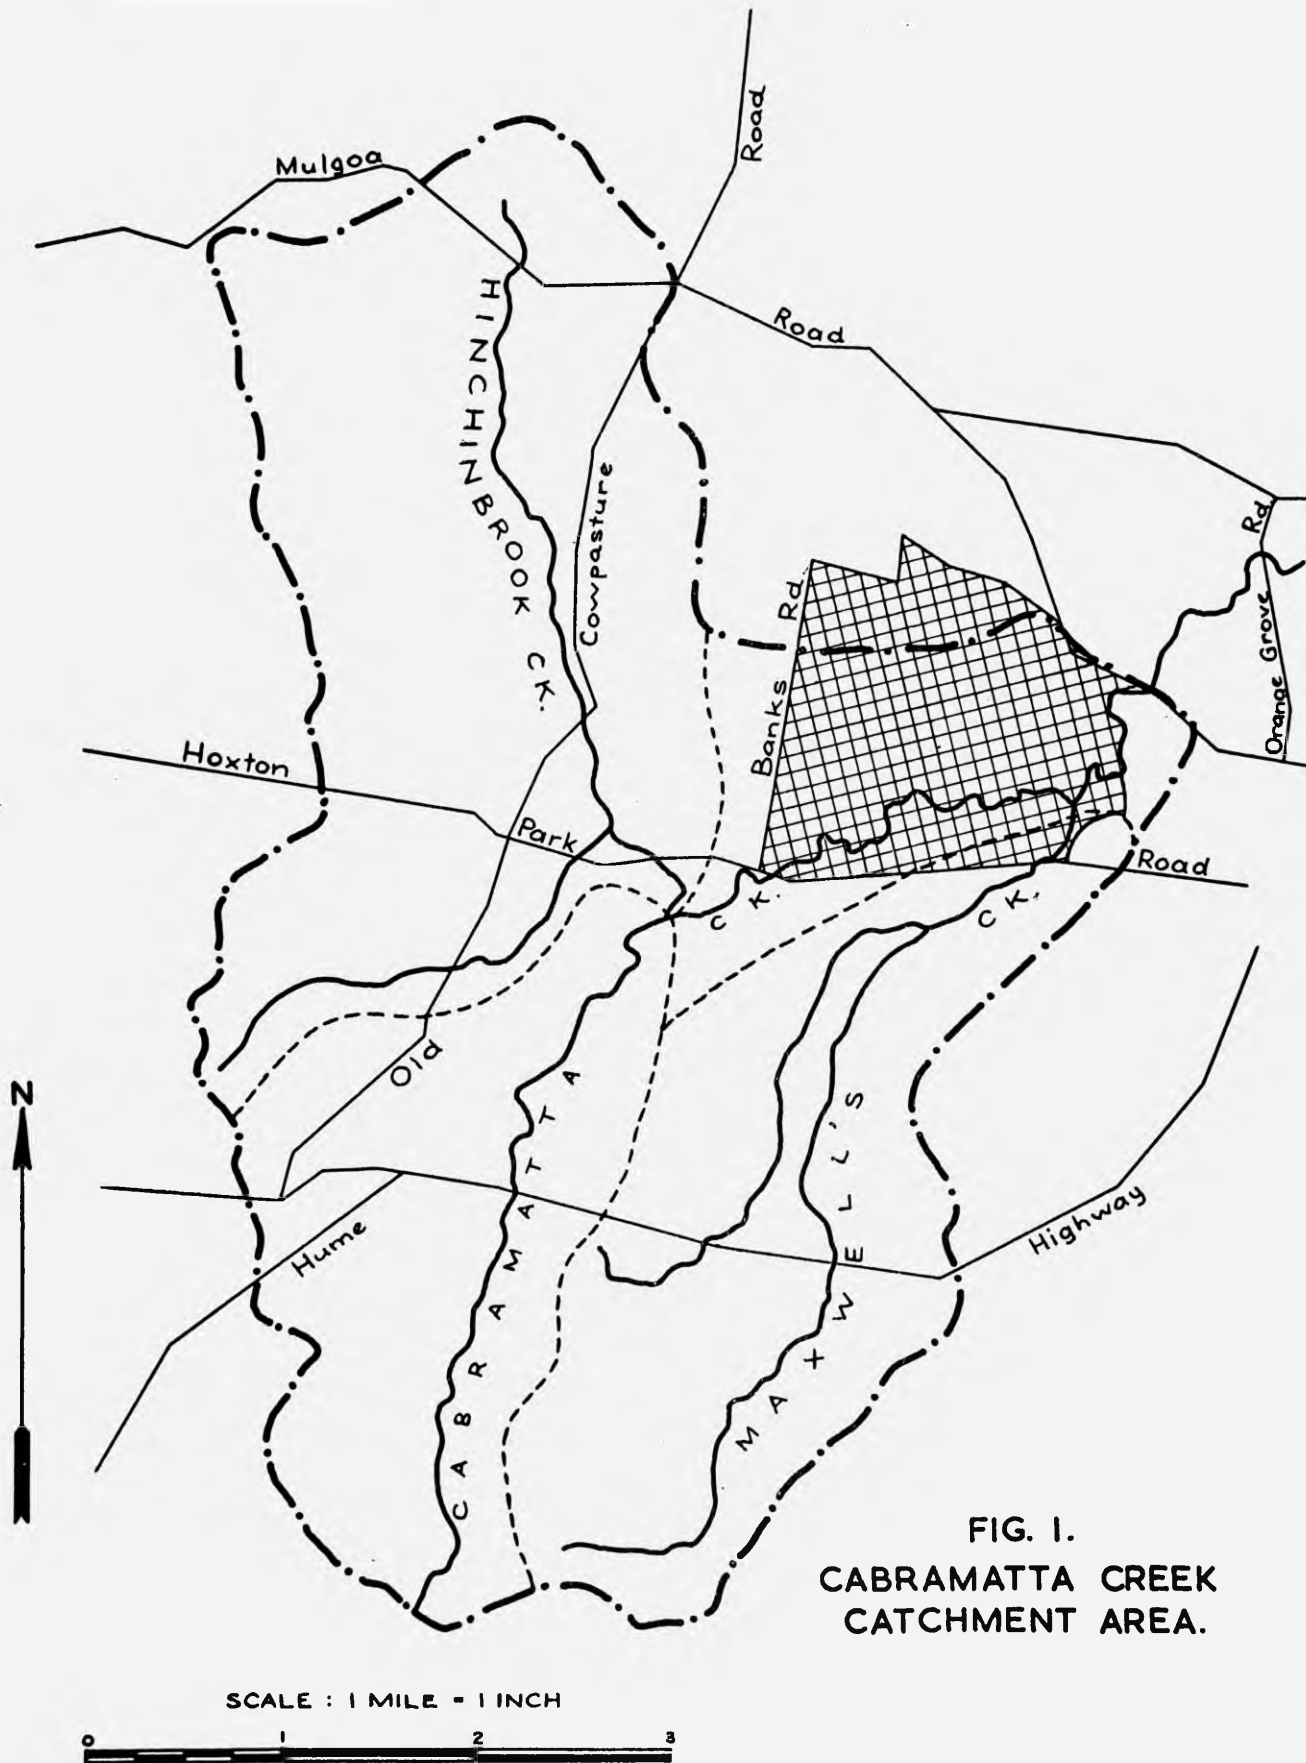 Road
Mulgoa
HINCHINBROOK CK.
Road
Cowpasture
Rd.
Orange Grove
Banks Rd.
Hoxton
Park
Road
CK.
CK.
Old
N
CABRAMATTA
MAXWELL'S
Hume
Highway
FIG. 1.
CABRAMATTA CREEK
CATCHMENT AREA.
SCALE : 1 MILE = 1 INCH
0 1 2 3